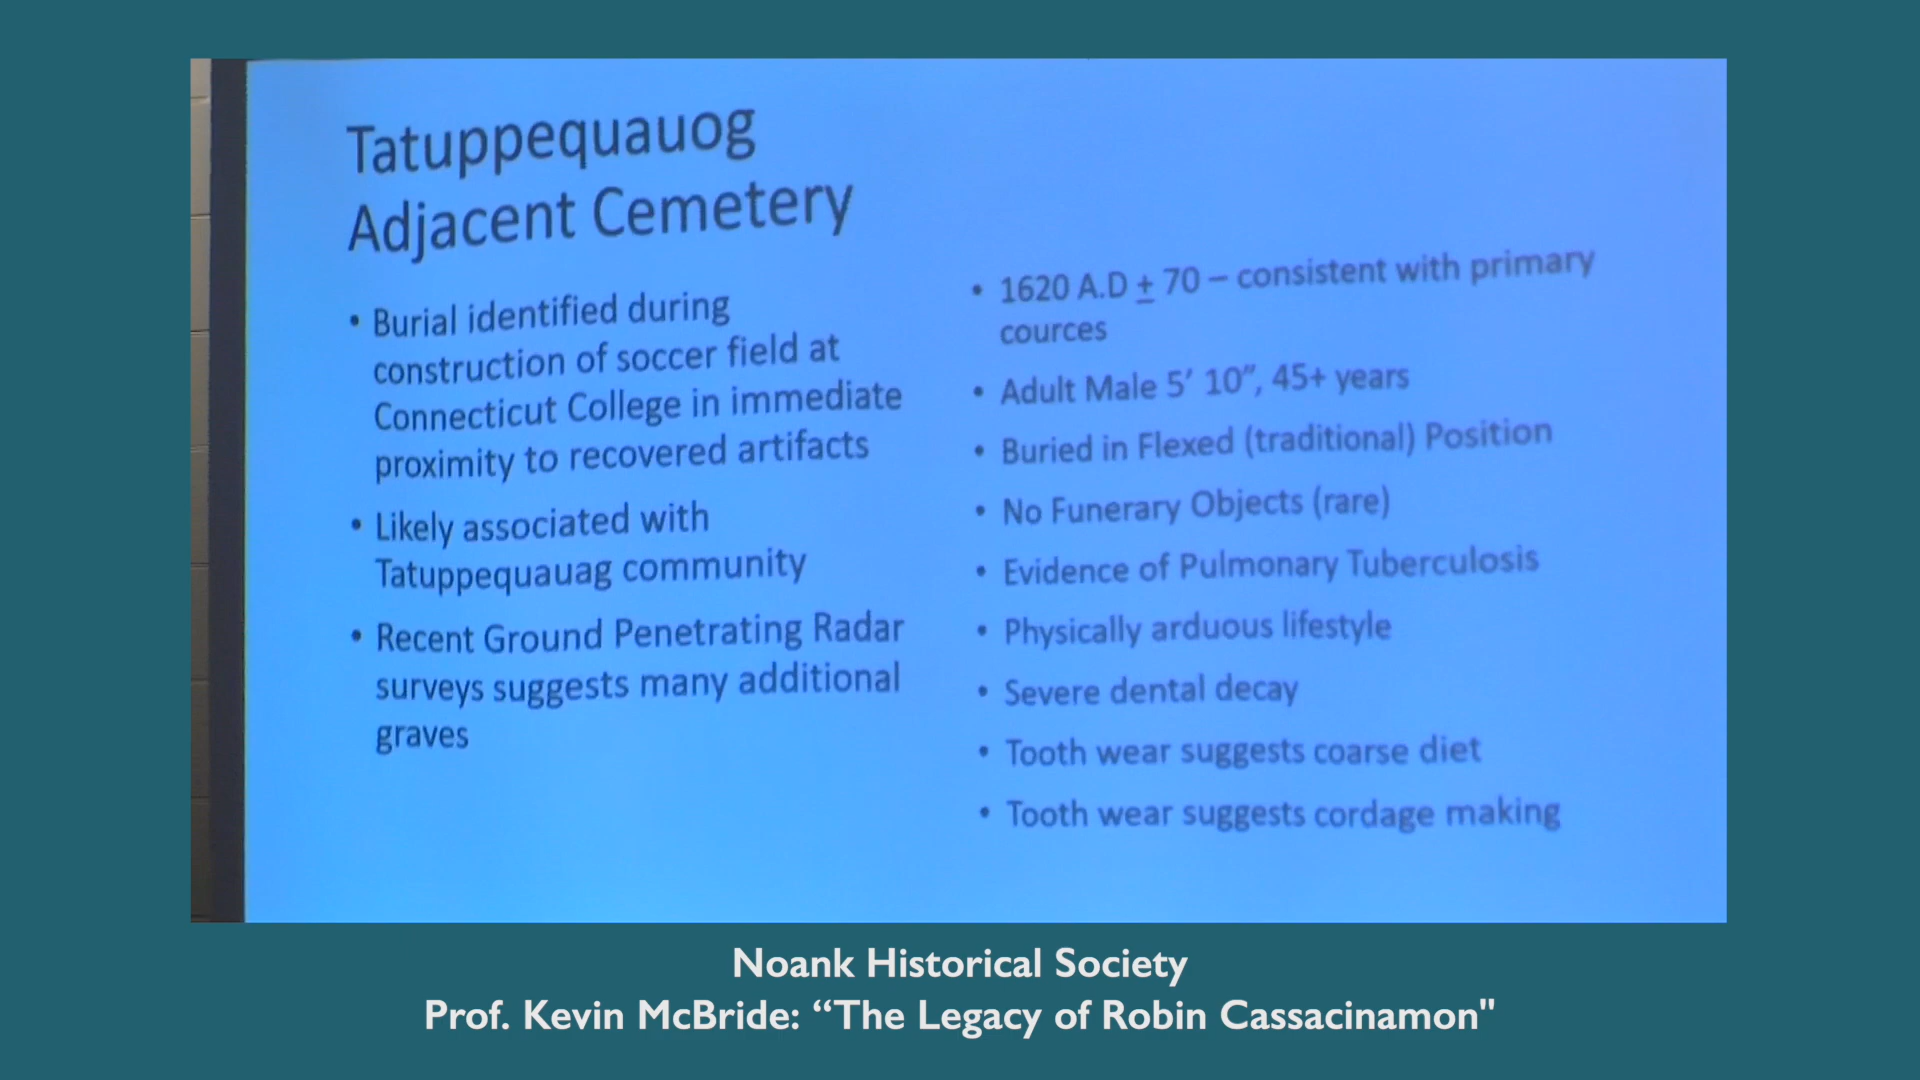 Tatuppequauog
Adjacent Cemetery
• Burial identified during
construction of soccer field at
Connecticut College in immediate
proximity to recovered artifacts
• Likely associated with
Tatuppequauag community
• Recent Ground Penetrating Radar
surveys suggests many additional
graves
• 1620 A.D ± 70 – consistent with primary
cources
• Adult Male 5’ 10”, 45+ years
• Buried in Flexed (traditional) Position
• No Funerary Objects (rare)
• Evidence of Pulmonary Tuberculosis
• Physically arduous lifestyle
• Severe dental decay
• Tooth wear suggests coarse diet
• Tooth wear suggests cordage making
Noank Historical Society
Prof. Kevin McBride: “The Legacy of Robin Cassacinamon"